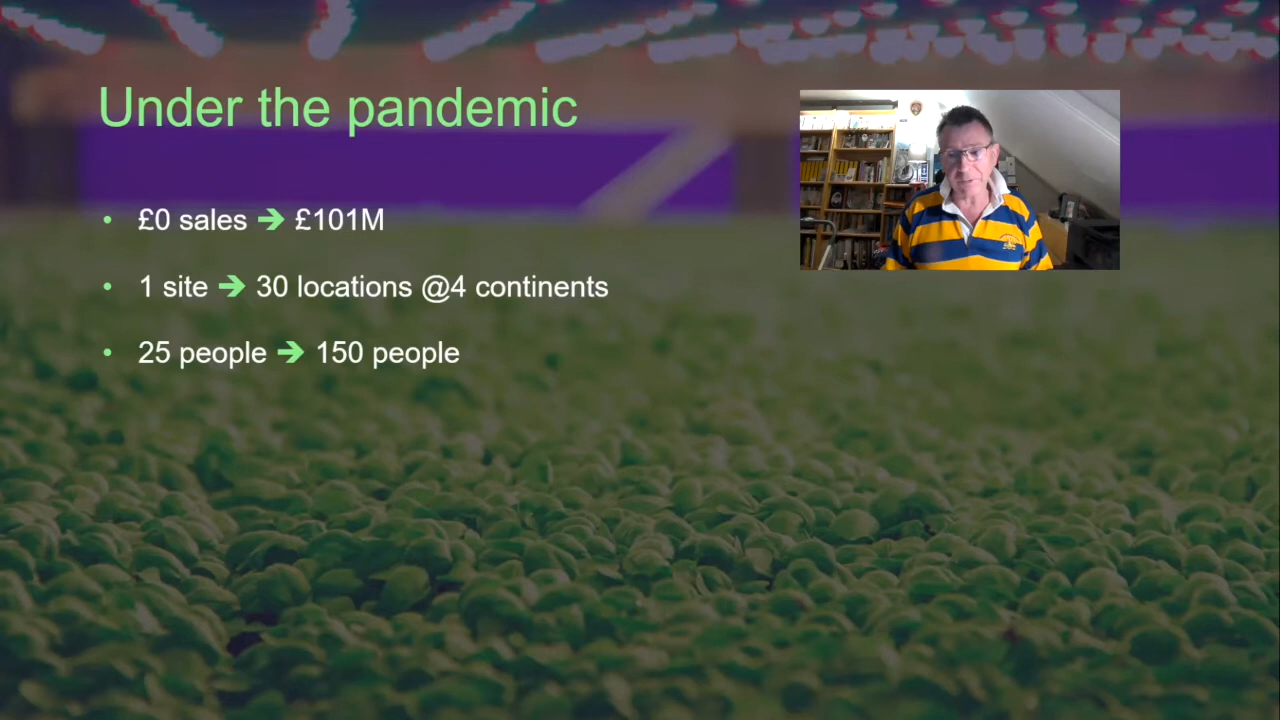 Under the pandemic
• £0 sales ➔ £101M
• 1 site ➔ 30 locations @4 continents
• 25 people ➔ 150 people